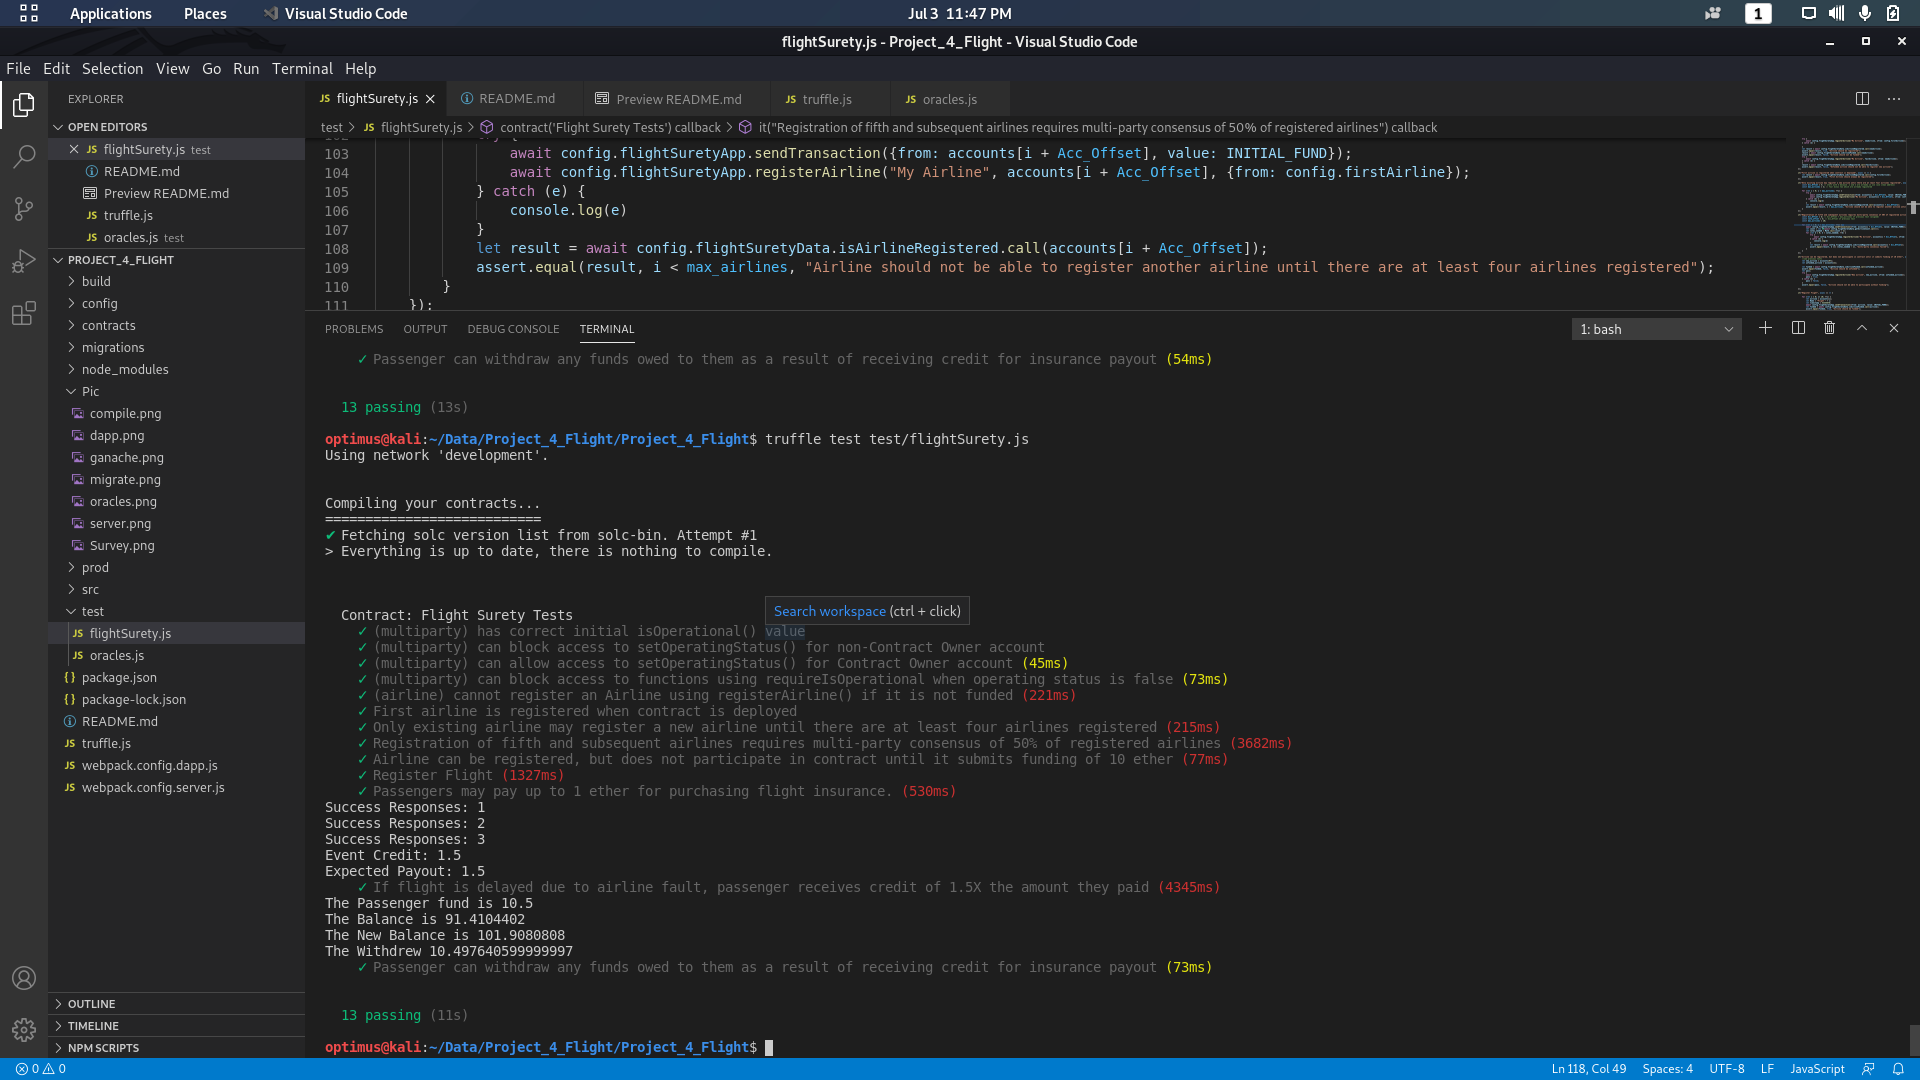 Applications Places Visual Studio Code Jul 3 11:47 PM 1
flightSurety.js - Project_4_Flight - Visual Studio Code
File Edit Selection View Go Run Terminal Help
EXPLORER
OPEN EDITORS
JS flightSurety.js test
README.md
Preview README.md
JS truffle.js
JS oracles.js test
PROJECT_4_FLIGHT
build
config
contracts
migrations
node_modules
Pic
compile.png
dapp.png
ganache.png
migrate.png
oracles.png
server.png
Survey.png
prod
src
test
JS flightSurety.js
JS oracles.js
{} package.json
{} package-lock.json
README.md
JS truffle.js
JS webpack.config.dapp.js
JS webpack.config.server.js
OUTLINE
TIMELINE
NPM SCRIPTS
JS flightSurety.js README.md Preview README.md JS truffle.js JS oracles.js
test > JS flightSurety.js > contract('Flight Surety Tests') callback > it("Registration of fifth and subsequent airlines requires multi-party consensus of 50% of registered airlines") callback
103 await config.flightSuretyApp.sendTransaction({from: accounts[i + Acc_Offset], value: INITIAL_FUND});
104 await config.flightSuretyApp.registerAirline("My Airline", accounts[i + Acc_Offset], {from: config.firstAirline});
105 } catch (e) {
106 console.log(e)
107 }
108 let result = await config.flightSuretyData.isAirlineRegistered.call(accounts[i + Acc_Offset]);
109 assert.equal(result, i < max_airlines, "Airline should not be able to register another airline until there are at least four airlines registered");
110 }
111 });
PROBLEMS OUTPUT DEBUG CONSOLE TERMINAL 1: bash
✓ Passenger can withdraw any funds owed to them as a result of receiving credit for insurance payout (54ms)
13 passing (13s)
optimus@kali:~/Data/Project_4_Flight/Project_4_Flight$ truffle test test/flightSurety.js
Using network 'development'.
Compiling your contracts...
===========================
✔ Fetching solc version list from solc-bin. Attempt #1
> Everything is up to date, there is nothing to compile.
Search workspace (ctrl + click)
Contract: Flight Surety Tests
✓ (multiparty) has correct initial isOperational() value
✓ (multiparty) can block access to setOperatingStatus() for non-Contract Owner account
✓ (multiparty) can allow access to setOperatingStatus() for Contract Owner account (45ms)
✓ (multiparty) can block access to functions using requireIsOperational when operating status is false (73ms)
✓ (airline) cannot register an Airline using registerAirline() if it is not funded (221ms)
✓ First airline is registered when contract is deployed
✓ Only existing airline may register a new airline until there are at least four airlines registered (215ms)
✓ Registration of fifth and subsequent airlines requires multi-party consensus of 50% of registered airlines (3682ms)
✓ Airline can be registered, but does not participate in contract until it submits funding of 10 ether (77ms)
✓ Register Flight (1327ms)
✓ Passengers may pay up to 1 ether for purchasing flight insurance. (530ms)
Success Responses: 1
Success Responses: 2
Success Responses: 3
Event Credit: 1.5
Expected Payout: 1.5
✓ If flight is delayed due to airline fault, passenger receives credit of 1.5X the amount they paid (4345ms)
The Passenger fund is 10.5
The Balance is 91.4104402
The New Balance is 101.9080808
The Withdrew 10.497640599999997
✓ Passenger can withdraw any funds owed to them as a result of receiving credit for insurance payout (73ms)
13 passing (11s)
optimus@kali:~/Data/Project_4_Flight/Project_4_Flight$
0 0 Ln 118, Col 49 Spaces: 4 UTF-8 LF JavaScript